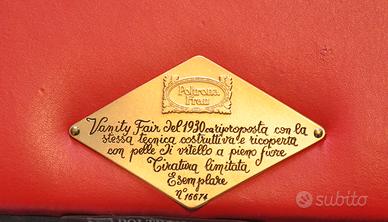 Poltrona
Frau
Vanity Fair del 1930 cariproposta con la
stessa tecnica costruttiva e ricoperta
con pelle di vitello a pieno fiore
Tiratura limitata
Esemplare
n° 16674
subito